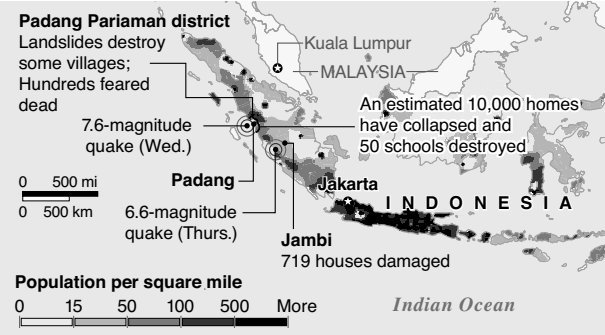 Padang Pariaman district
Landslides destroy
some villages;
Hundreds feared
dead
Kuala Lumpur
MALAYSIA
An estimated 10,000 homes
have collapsed and
50 schools destroyed
7.6-magnitude
quake (Wed.)
Padang
0 500 mi
0 500 km
6.6-magnitude
quake (Thurs.)
Jakarta
INDONESIA
Jambi
719 houses damaged
Population per square mile
0 15 50 100 500 More
Indian Ocean